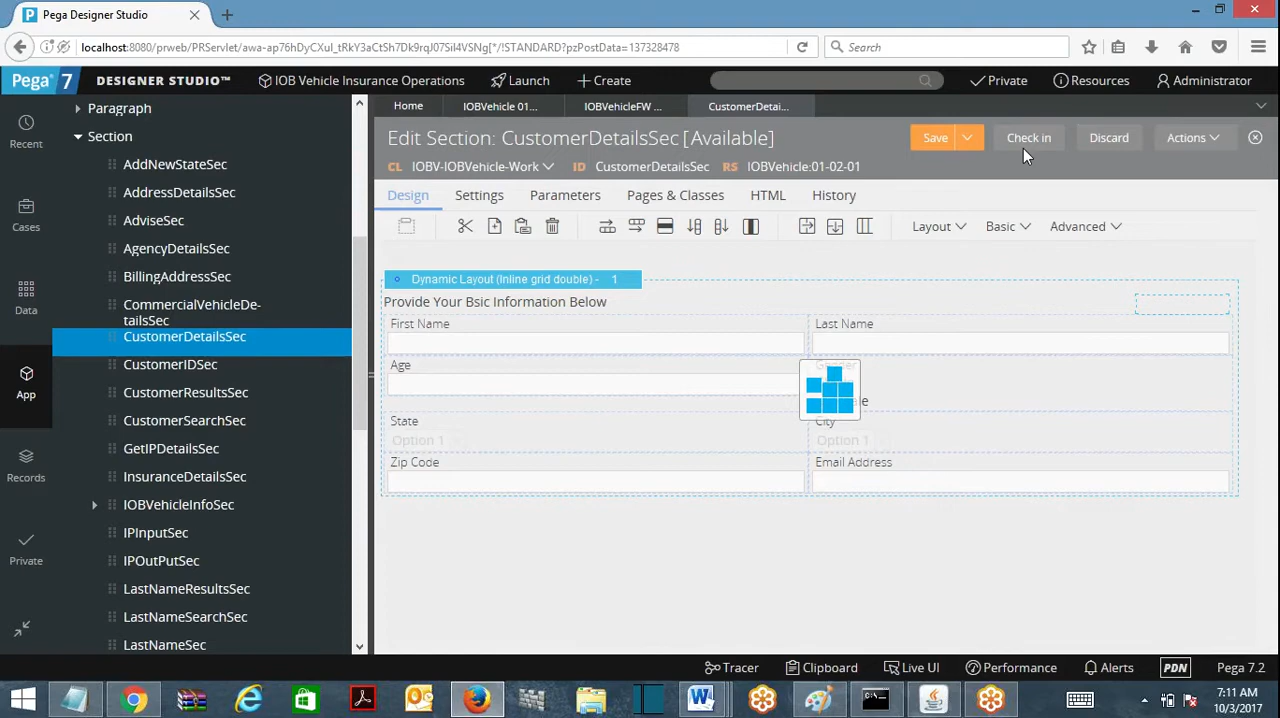 Pega Designer Studio
localhost:8080/prweb/PRServlet/awa-ap76hDyCXul_tRkY3aCtSh7Dk9rqJ07Sil4VSNg[*/!STANDARD?pzPostData=137328478
Search
Pega 7
DESIGNER STUDIO™
IOB Vehicle Insurance Operations
Launch
Create
Private
Resources
Administrator
Recent
Cases
Data
App
Records
Private
Paragraph
Section
AddNewStateSec
AddressDetailsSec
AdviseSec
AgencyDetailsSec
BillingAddressSec
CommercialVehicleDe-
tailsSec
CustomerDetailsSec
CustomerIDSec
CustomerResultsSec
CustomerSearchSec
GetIPDetailsSec
InsuranceDetailsSec
IOBVehicleInfoSec
IPInputSec
IPOutPutSec
LastNameResultsSec
LastNameSearchSec
LastNameSec
Home
IOBVehicle 01...
IOBVehicleFW ...
CustomerDetai...
Edit Section: CustomerDetailsSec [Available]
Save
Check in
Discard
Actions
CL IOBV-IOBVehicle-Work
ID CustomerDetailsSec
RS IOBVehicle:01-02-01
Design
Settings
Parameters
Pages & Classes
HTML
History
Layout
Basic
Advanced
Dynamic Layout (Inline grid double) - 1
Provide Your Bsic Information Below
First Name
Last Name
Age
Gender
State
City
Option 1
Option 1
Zip Code
Email Address
Tracer
Clipboard
Live UI
Performance
Alerts
PDN
Pega 7.2
7:11 AM
10/3/2017